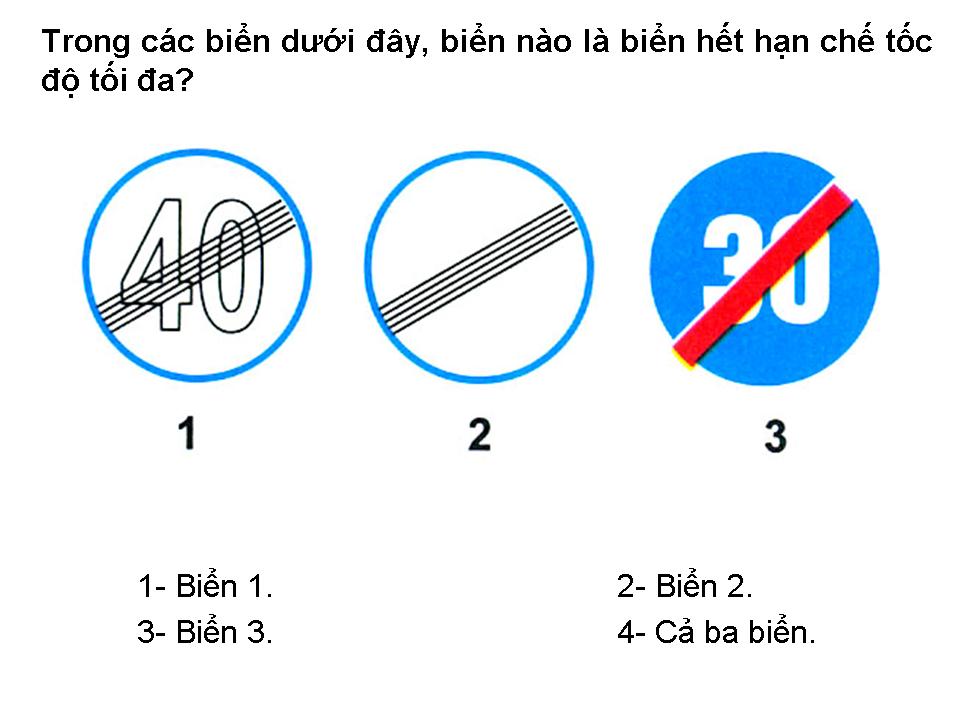 Trong các biển dưới đây, biển nào là biển hết hạn chế tốc
độ tối đa?
40 30
1 2 3
1- Biển 1. 2- Biển 2.
3- Biển 3. 4- Cả ba biển.